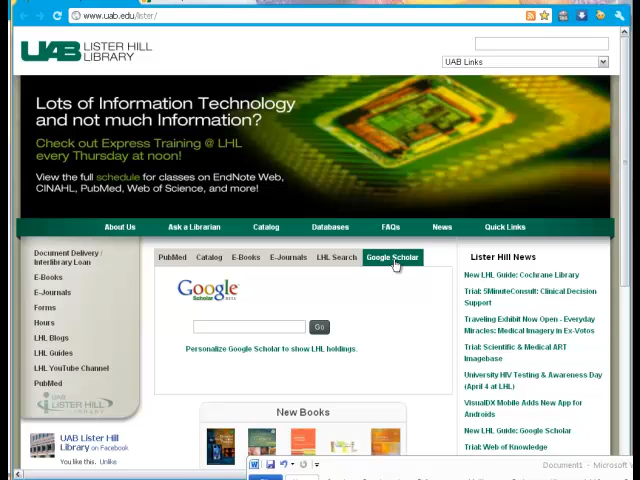 www.uab.edu/lister/
UAB LISTER HILL
LIBRARY
UAB Links
Lots of Information Technology
and not much Information?
Check out Express Training @ LHL
every Thursday at noon!
View the full schedule for classes on EndNote Web,
CINAHL, PubMed, Web of Science, and more!
About Us Ask a Librarian Catalog Databases FAQs News Quick Links
Document Delivery /
Interlibrary Loan
E-Books
E-Journals
Forms
Hours
LHL Blogs
LHL Guides
LHL YouTube Channel
PubMed
UAB
LISTER HILL
LIBRARY
UAB Lister Hill
Library on Facebook
You like this. Unlike
PubMed Catalog E-Books E-Journals LHL Search Google Scholar
Google
Scholar BETA
Go
Personalize Google Scholar to show LHL holdings.
New Books
Lister Hill News
New LHL Guide: Cochrane Library
Trial: 5MinuteConsult: Clinical Decision
Support
Traveling Exhibit Now Open - Everyday
Miracles: Medical Imagery in Ex-Votos
Trial: Scientific & Medical ART
Imagebase
University HIV Testing & Awareness Day
(April 4 at LHL)
VisualDX Mobile Adds New App for
Androids
New LHL Guide: Google Scholar
Trial: Web of Knowledge
Document1 - Microsoft W